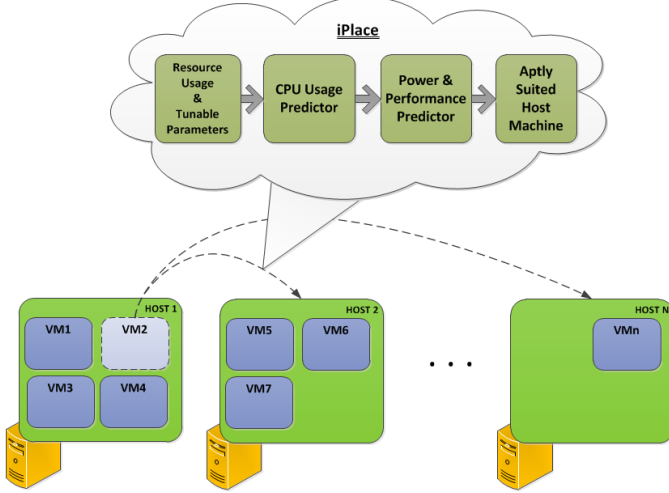 iPlace
Resource
Usage
&
Tunable
Parameters
CPU Usage
Predictor
Power &
Performance
Predictor
Aptly
Suited
Host
Machine
HOST 1
VM1
VM2
VM3
VM4
HOST 2
VM5
VM6
VM7
. . .
HOST N
VMn